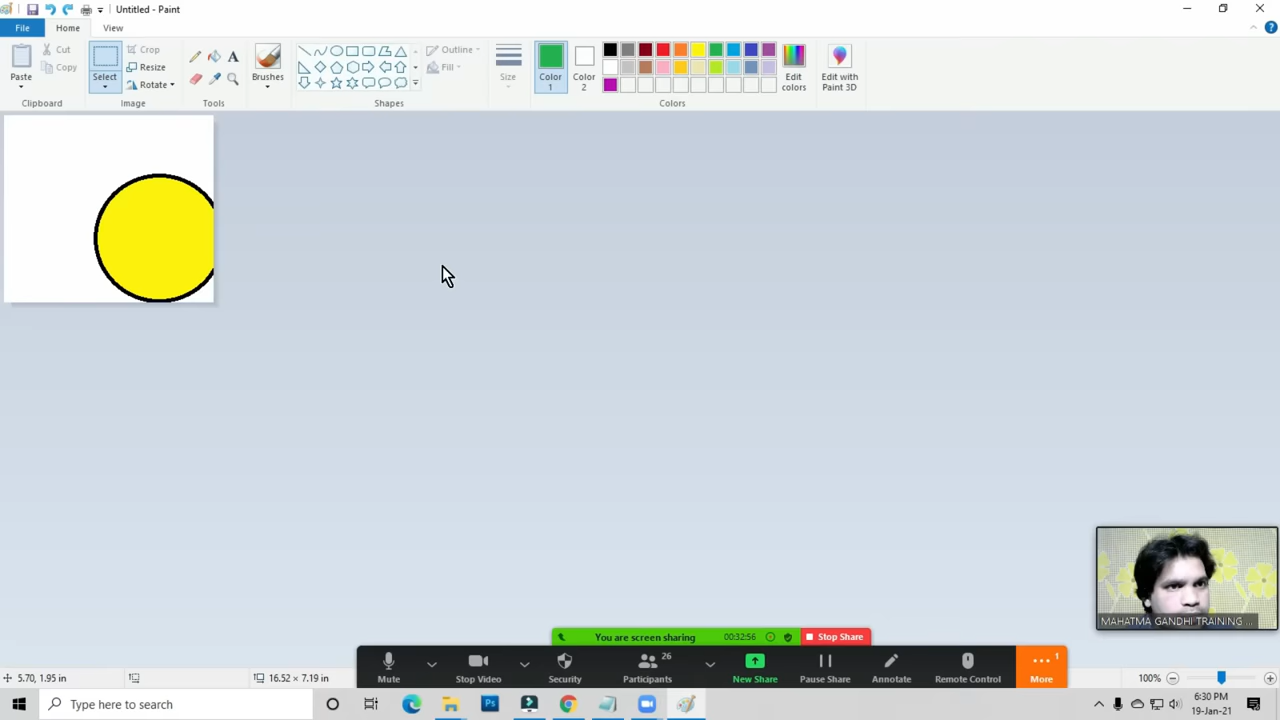 Untitled - Paint
File Home View
Paste
Cut
Copy
Clipboard
Select
Crop
Resize
Rotate
Image
A
Tools
Brushes
Outline
Fill
Shapes
Size
Color 1
Color 2
Edit colors
Colors
Edit with Paint 3D
MAHATMA GANDHI TRAINING ...
You are screen sharing 00:32:56 Stop Share
Mute
Stop Video
Security
Participants 26
New Share
Pause Share
Annotate
Remote Control
More 1
5.70, 1.95 in 16.52 × 7.19 in 100%
Type here to search
Ps
6:30 PM
19-Jan-21